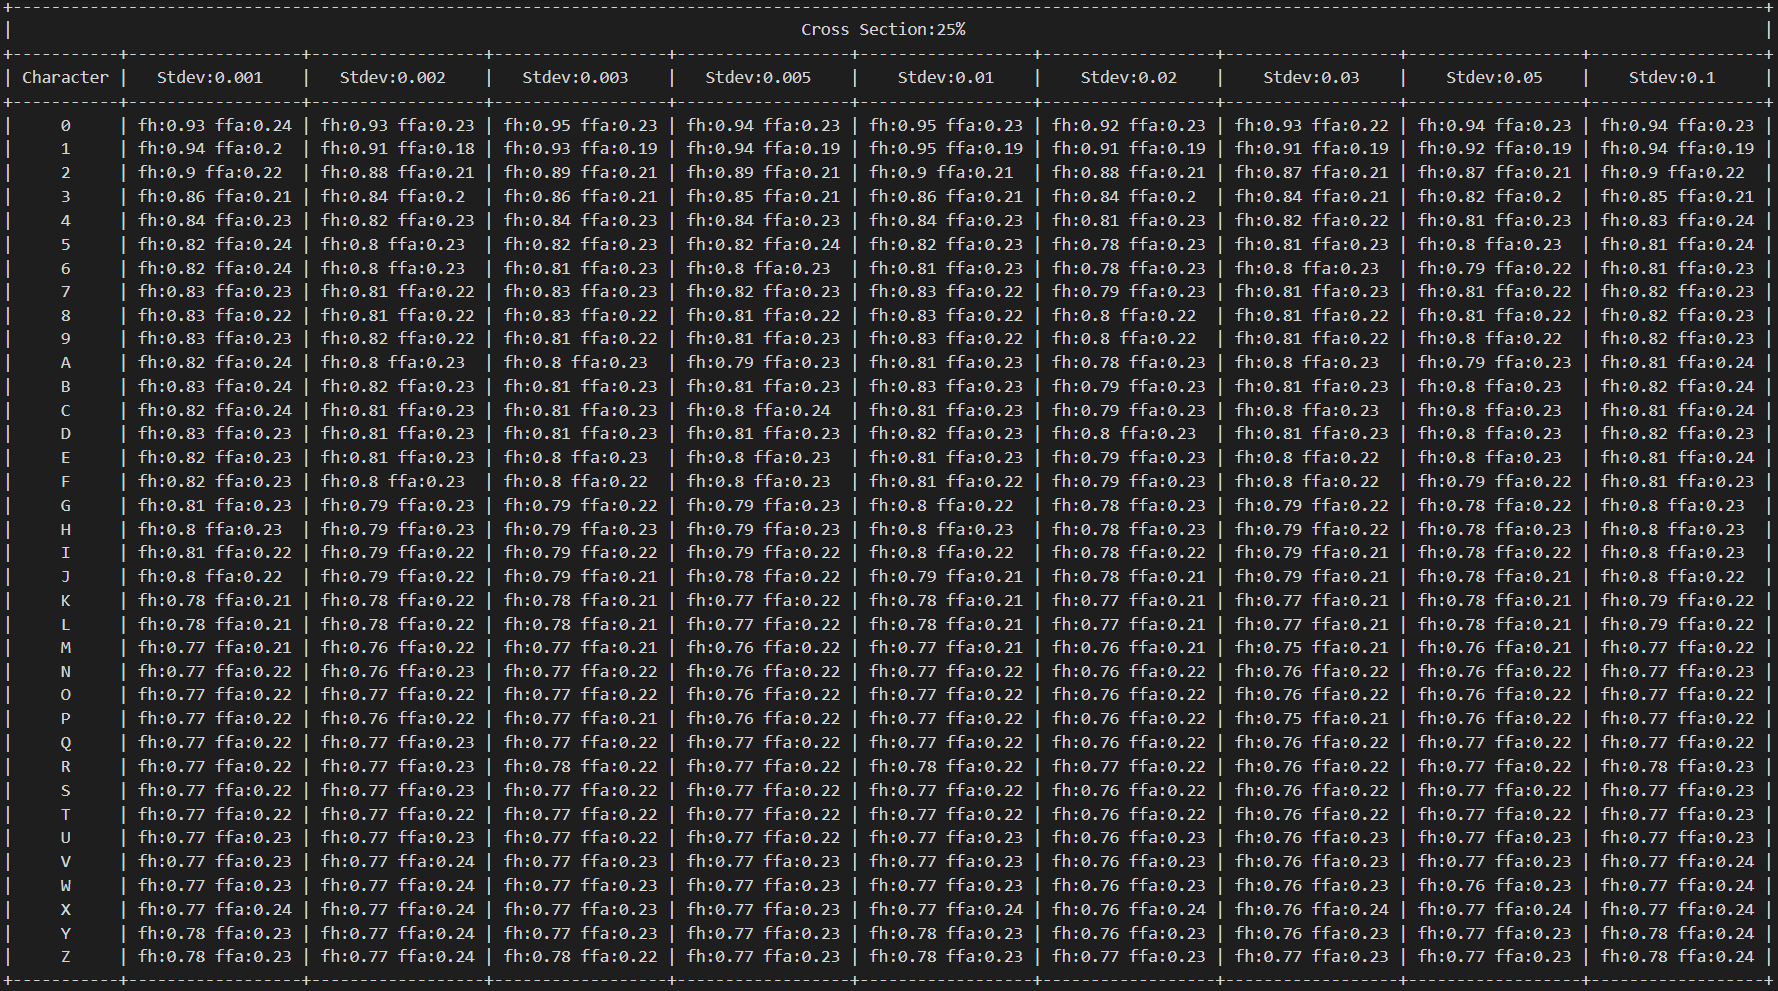 Cross Section:25%
| Character | Stdev:0.001 | Stdev:0.002 | Stdev:0.003 | Stdev:0.005 | Stdev:0.01 | Stdev:0.02 | Stdev:0.03 | Stdev:0.05 | Stdev:0.1 |
| 0 | fh:0.93 ffa:0.24 | fh:0.93 ffa:0.23 | fh:0.95 ffa:0.23 | fh:0.94 ffa:0.23 | fh:0.95 ffa:0.23 | fh:0.92 ffa:0.23 | fh:0.93 ffa:0.22 | fh:0.94 ffa:0.23 | fh:0.94 ffa:0.23 |
| 1 | fh:0.94 ffa:0.2 | fh:0.91 ffa:0.18 | fh:0.93 ffa:0.19 | fh:0.94 ffa:0.19 | fh:0.95 ffa:0.19 | fh:0.91 ffa:0.19 | fh:0.91 ffa:0.19 | fh:0.92 ffa:0.19 | fh:0.94 ffa:0.19 |
| 2 | fh:0.9 ffa:0.22 | fh:0.88 ffa:0.21 | fh:0.89 ffa:0.21 | fh:0.89 ffa:0.21 | fh:0.9 ffa:0.21 | fh:0.88 ffa:0.21 | fh:0.87 ffa:0.21 | fh:0.87 ffa:0.21 | fh:0.9 ffa:0.22 |
| 3 | fh:0.86 ffa:0.21 | fh:0.84 ffa:0.2 | fh:0.86 ffa:0.21 | fh:0.85 ffa:0.21 | fh:0.86 ffa:0.21 | fh:0.84 ffa:0.2 | fh:0.84 ffa:0.21 | fh:0.82 ffa:0.2 | fh:0.85 ffa:0.21 |
| 4 | fh:0.84 ffa:0.23 | fh:0.82 ffa:0.23 | fh:0.84 ffa:0.23 | fh:0.84 ffa:0.23 | fh:0.84 ffa:0.23 | fh:0.81 ffa:0.23 | fh:0.82 ffa:0.22 | fh:0.81 ffa:0.23 | fh:0.83 ffa:0.24 |
| 5 | fh:0.82 ffa:0.24 | fh:0.8 ffa:0.23 | fh:0.82 ffa:0.23 | fh:0.82 ffa:0.24 | fh:0.82 ffa:0.23 | fh:0.78 ffa:0.23 | fh:0.81 ffa:0.23 | fh:0.8 ffa:0.23 | fh:0.81 ffa:0.24 |
| 6 | fh:0.82 ffa:0.24 | fh:0.8 ffa:0.23 | fh:0.81 ffa:0.23 | fh:0.8 ffa:0.23 | fh:0.81 ffa:0.23 | fh:0.78 ffa:0.23 | fh:0.8 ffa:0.23 | fh:0.79 ffa:0.22 | fh:0.81 ffa:0.23 |
| 7 | fh:0.83 ffa:0.23 | fh:0.81 ffa:0.22 | fh:0.83 ffa:0.23 | fh:0.82 ffa:0.23 | fh:0.83 ffa:0.22 | fh:0.79 ffa:0.23 | fh:0.81 ffa:0.23 | fh:0.81 ffa:0.22 | fh:0.82 ffa:0.23 |
| 8 | fh:0.83 ffa:0.22 | fh:0.81 ffa:0.22 | fh:0.83 ffa:0.22 | fh:0.81 ffa:0.22 | fh:0.83 ffa:0.22 | fh:0.8 ffa:0.22 | fh:0.81 ffa:0.22 | fh:0.81 ffa:0.22 | fh:0.82 ffa:0.23 |
| 9 | fh:0.83 ffa:0.23 | fh:0.82 ffa:0.22 | fh:0.81 ffa:0.22 | fh:0.81 ffa:0.23 | fh:0.83 ffa:0.22 | fh:0.8 ffa:0.22 | fh:0.81 ffa:0.22 | fh:0.8 ffa:0.22 | fh:0.82 ffa:0.23 |
| A | fh:0.82 ffa:0.24 | fh:0.8 ffa:0.23 | fh:0.8 ffa:0.23 | fh:0.79 ffa:0.23 | fh:0.81 ffa:0.23 | fh:0.78 ffa:0.23 | fh:0.8 ffa:0.23 | fh:0.79 ffa:0.23 | fh:0.81 ffa:0.24 |
| B | fh:0.83 ffa:0.24 | fh:0.82 ffa:0.23 | fh:0.81 ffa:0.23 | fh:0.81 ffa:0.23 | fh:0.83 ffa:0.23 | fh:0.79 ffa:0.23 | fh:0.81 ffa:0.23 | fh:0.8 ffa:0.23 | fh:0.82 ffa:0.24 |
| C | fh:0.82 ffa:0.24 | fh:0.81 ffa:0.23 | fh:0.81 ffa:0.23 | fh:0.8 ffa:0.24 | fh:0.81 ffa:0.23 | fh:0.79 ffa:0.23 | fh:0.8 ffa:0.23 | fh:0.8 ffa:0.23 | fh:0.81 ffa:0.24 |
| D | fh:0.83 ffa:0.23 | fh:0.81 ffa:0.23 | fh:0.81 ffa:0.23 | fh:0.81 ffa:0.23 | fh:0.82 ffa:0.23 | fh:0.8 ffa:0.23 | fh:0.81 ffa:0.23 | fh:0.8 ffa:0.23 | fh:0.82 ffa:0.23 |
| E | fh:0.82 ffa:0.23 | fh:0.81 ffa:0.23 | fh:0.8 ffa:0.23 | fh:0.8 ffa:0.23 | fh:0.81 ffa:0.23 | fh:0.79 ffa:0.23 | fh:0.8 ffa:0.22 | fh:0.8 ffa:0.23 | fh:0.81 ffa:0.24 |
| F | fh:0.82 ffa:0.23 | fh:0.8 ffa:0.23 | fh:0.8 ffa:0.22 | fh:0.8 ffa:0.23 | fh:0.81 ffa:0.22 | fh:0.79 ffa:0.23 | fh:0.8 ffa:0.22 | fh:0.79 ffa:0.22 | fh:0.81 ffa:0.23 |
| G | fh:0.81 ffa:0.23 | fh:0.79 ffa:0.23 | fh:0.79 ffa:0.22 | fh:0.79 ffa:0.23 | fh:0.8 ffa:0.22 | fh:0.78 ffa:0.23 | fh:0.79 ffa:0.22 | fh:0.78 ffa:0.22 | fh:0.8 ffa:0.23 |
| H | fh:0.8 ffa:0.23 | fh:0.79 ffa:0.23 | fh:0.79 ffa:0.23 | fh:0.79 ffa:0.23 | fh:0.8 ffa:0.23 | fh:0.78 ffa:0.23 | fh:0.79 ffa:0.22 | fh:0.78 ffa:0.23 | fh:0.8 ffa:0.23 |
| I | fh:0.81 ffa:0.22 | fh:0.79 ffa:0.22 | fh:0.79 ffa:0.22 | fh:0.79 ffa:0.22 | fh:0.8 ffa:0.22 | fh:0.78 ffa:0.22 | fh:0.79 ffa:0.21 | fh:0.78 ffa:0.22 | fh:0.8 ffa:0.23 |
| J | fh:0.8 ffa:0.22 | fh:0.79 ffa:0.22 | fh:0.79 ffa:0.21 | fh:0.78 ffa:0.22 | fh:0.79 ffa:0.21 | fh:0.78 ffa:0.21 | fh:0.79 ffa:0.21 | fh:0.78 ffa:0.21 | fh:0.8 ffa:0.22 |
| K | fh:0.78 ffa:0.21 | fh:0.78 ffa:0.22 | fh:0.78 ffa:0.21 | fh:0.77 ffa:0.22 | fh:0.78 ffa:0.21 | fh:0.77 ffa:0.21 | fh:0.77 ffa:0.21 | fh:0.78 ffa:0.21 | fh:0.79 ffa:0.22 |
| L | fh:0.78 ffa:0.21 | fh:0.78 ffa:0.22 | fh:0.78 ffa:0.21 | fh:0.77 ffa:0.22 | fh:0.78 ffa:0.21 | fh:0.77 ffa:0.21 | fh:0.77 ffa:0.21 | fh:0.78 ffa:0.21 | fh:0.79 ffa:0.22 |
| M | fh:0.77 ffa:0.21 | fh:0.76 ffa:0.22 | fh:0.77 ffa:0.21 | fh:0.76 ffa:0.22 | fh:0.77 ffa:0.21 | fh:0.76 ffa:0.21 | fh:0.75 ffa:0.21 | fh:0.76 ffa:0.21 | fh:0.77 ffa:0.22 |
| N | fh:0.77 ffa:0.22 | fh:0.76 ffa:0.23 | fh:0.77 ffa:0.22 | fh:0.76 ffa:0.22 | fh:0.77 ffa:0.22 | fh:0.76 ffa:0.22 | fh:0.76 ffa:0.22 | fh:0.76 ffa:0.22 | fh:0.77 ffa:0.23 |
| O | fh:0.77 ffa:0.22 | fh:0.77 ffa:0.22 | fh:0.77 ffa:0.22 | fh:0.76 ffa:0.22 | fh:0.77 ffa:0.22 | fh:0.76 ffa:0.22 | fh:0.76 ffa:0.22 | fh:0.76 ffa:0.22 | fh:0.77 ffa:0.22 |
| P | fh:0.77 ffa:0.22 | fh:0.76 ffa:0.22 | fh:0.77 ffa:0.21 | fh:0.76 ffa:0.22 | fh:0.77 ffa:0.22 | fh:0.76 ffa:0.22 | fh:0.75 ffa:0.21 | fh:0.76 ffa:0.22 | fh:0.77 ffa:0.22 |
| Q | fh:0.77 ffa:0.22 | fh:0.77 ffa:0.23 | fh:0.77 ffa:0.22 | fh:0.77 ffa:0.22 | fh:0.77 ffa:0.22 | fh:0.76 ffa:0.22 | fh:0.76 ffa:0.22 | fh:0.77 ffa:0.22 | fh:0.77 ffa:0.22 |
| R | fh:0.77 ffa:0.22 | fh:0.77 ffa:0.23 | fh:0.78 ffa:0.22 | fh:0.77 ffa:0.22 | fh:0.78 ffa:0.22 | fh:0.77 ffa:0.22 | fh:0.76 ffa:0.22 | fh:0.77 ffa:0.22 | fh:0.78 ffa:0.23 |
| S | fh:0.77 ffa:0.22 | fh:0.77 ffa:0.23 | fh:0.77 ffa:0.22 | fh:0.77 ffa:0.22 | fh:0.77 ffa:0.22 | fh:0.76 ffa:0.22 | fh:0.76 ffa:0.22 | fh:0.77 ffa:0.22 | fh:0.77 ffa:0.23 |
| T | fh:0.77 ffa:0.22 | fh:0.77 ffa:0.22 | fh:0.77 ffa:0.22 | fh:0.77 ffa:0.22 | fh:0.77 ffa:0.22 | fh:0.76 ffa:0.22 | fh:0.76 ffa:0.22 | fh:0.77 ffa:0.22 | fh:0.77 ffa:0.23 |
| U | fh:0.77 ffa:0.23 | fh:0.77 ffa:0.23 | fh:0.77 ffa:0.22 | fh:0.77 ffa:0.22 | fh:0.77 ffa:0.23 | fh:0.76 ffa:0.23 | fh:0.76 ffa:0.23 | fh:0.77 ffa:0.23 | fh:0.77 ffa:0.23 |
| V | fh:0.77 ffa:0.23 | fh:0.77 ffa:0.24 | fh:0.77 ffa:0.23 | fh:0.77 ffa:0.23 | fh:0.77 ffa:0.23 | fh:0.76 ffa:0.23 | fh:0.76 ffa:0.23 | fh:0.77 ffa:0.23 | fh:0.77 ffa:0.24 |
| W | fh:0.77 ffa:0.23 | fh:0.77 ffa:0.24 | fh:0.77 ffa:0.23 | fh:0.77 ffa:0.23 | fh:0.77 ffa:0.23 | fh:0.76 ffa:0.23 | fh:0.76 ffa:0.23 | fh:0.77 ffa:0.23 | fh:0.77 ffa:0.24 |
| X | fh:0.77 ffa:0.24 | fh:0.77 ffa:0.24 | fh:0.77 ffa:0.23 | fh:0.77 ffa:0.23 | fh:0.77 ffa:0.24 | fh:0.76 ffa:0.24 | fh:0.76 ffa:0.24 | fh:0.77 ffa:0.24 | fh:0.77 ffa:0.24 |
| Y | fh:0.78 ffa:0.23 | fh:0.77 ffa:0.24 | fh:0.77 ffa:0.23 | fh:0.77 ffa:0.23 | fh:0.78 ffa:0.23 | fh:0.76 ffa:0.23 | fh:0.76 ffa:0.23 | fh:0.77 ffa:0.23 | fh:0.78 ffa:0.24 |
| Z | fh:0.78 ffa:0.23 | fh:0.77 ffa:0.24 | fh:0.78 ffa:0.22 | fh:0.77 ffa:0.23 | fh:0.78 ffa:0.23 | fh:0.77 ffa:0.23 | fh:0.77 ffa:0.23 | fh:0.77 ffa:0.23 | fh:0.78 ffa:0.24 |